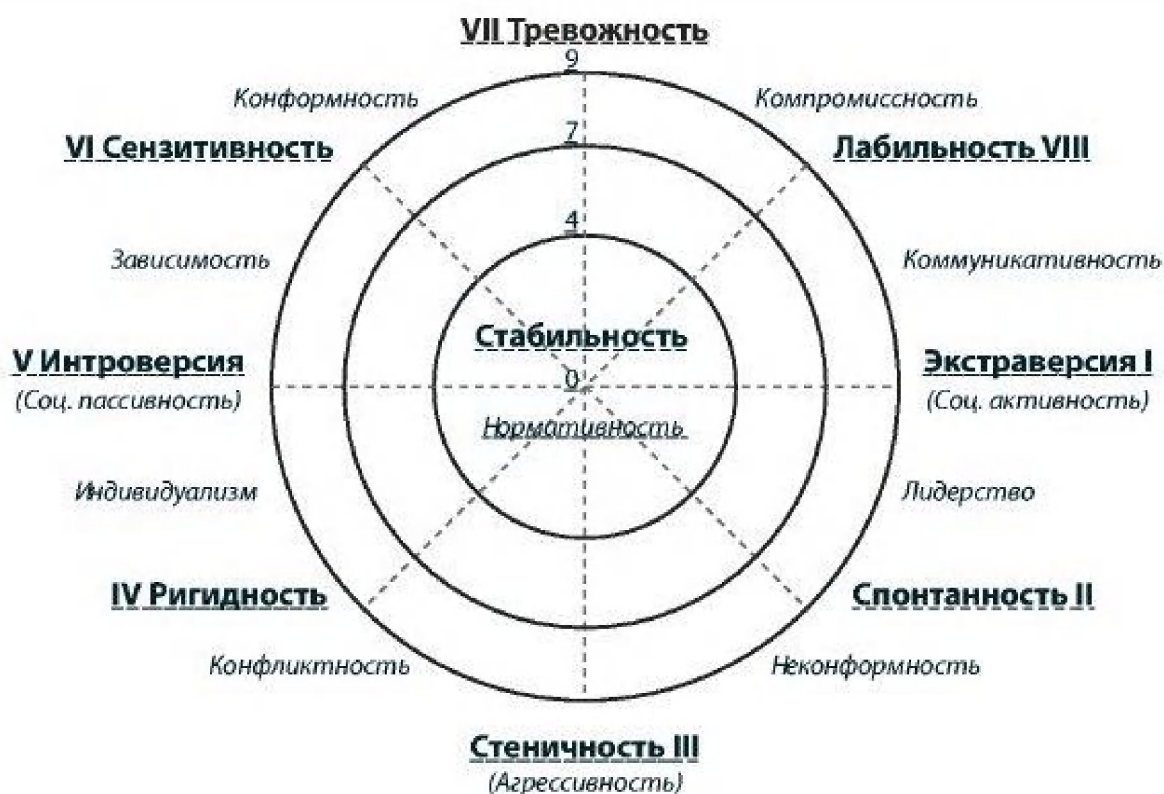 VII Тревожность
9
Конформность
Компромиссность
VI Сензитивность
7
Лабильность VIII
4
Зависимость
Коммуникативность
Стабильность
V Интроверсия
0
Экстраверсия I
(Соц. пассивность)
(Соц. активность)
Нормативность
Индивидуализм
Лидерство
IV Ригидность
Спонтанность II
Конфликтность
Неконформность
Стеничность III
(Агрессивность)